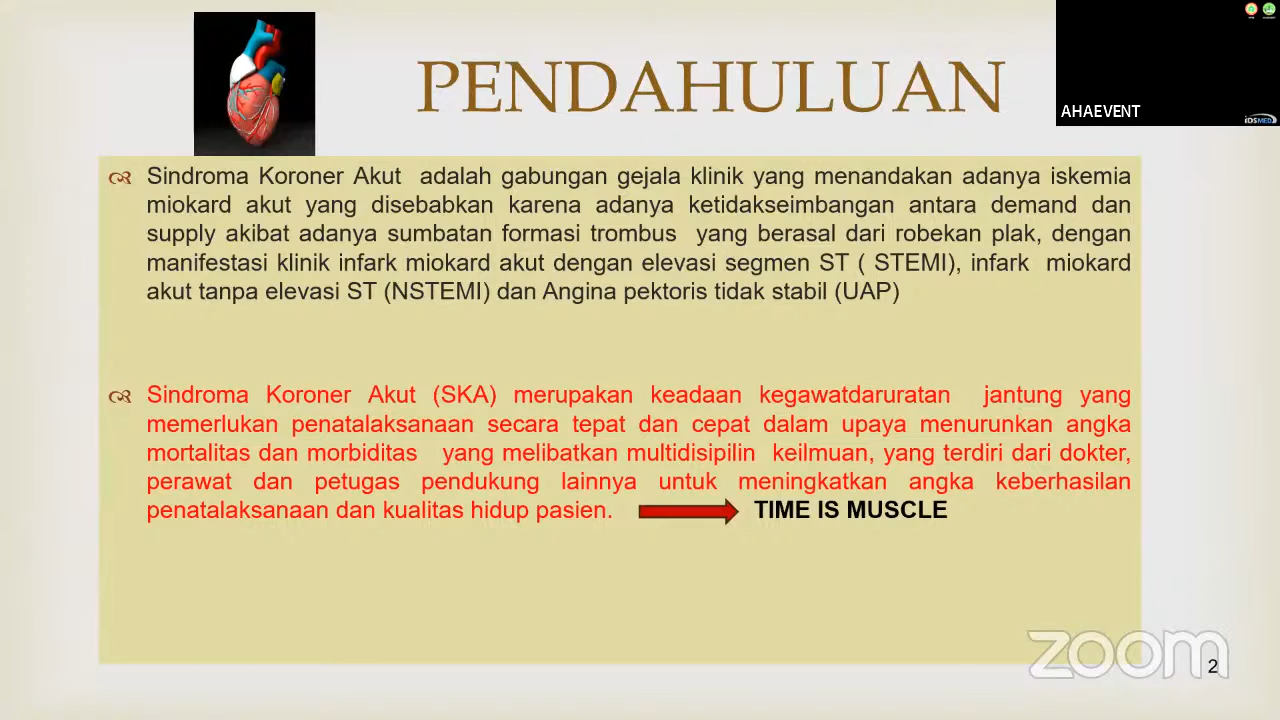 PENDAHULUAN
AHAEVENT
iDSMED
Sindroma Koroner Akut adalah gabungan gejala klinik yang menandakan adanya iskemia
miokard akut yang disebabkan karena adanya ketidakseimbangan antara demand dan
supply akibat adanya sumbatan formasi trombus yang berasal dari robekan plak, dengan
manifestasi klinik infark miokard akut dengan elevasi segmen ST ( STEMI), infark miokard
akut tanpa elevasi ST (NSTEMI) dan Angina pektoris tidak stabil (UAP)
Sindroma Koroner Akut (SKA) merupakan keadaan kegawatdaruratan jantung yang
memerlukan penatalaksanaan secara tepat dan cepat dalam upaya menurunkan angka
mortalitas dan morbiditas yang melibatkan multidisipilin keilmuan, yang terdiri dari dokter,
perawat dan petugas pendukung lainnya untuk meningkatkan angka keberhasilan
penatalaksanaan dan kualitas hidup pasien. TIME IS MUSCLE
zoom
2